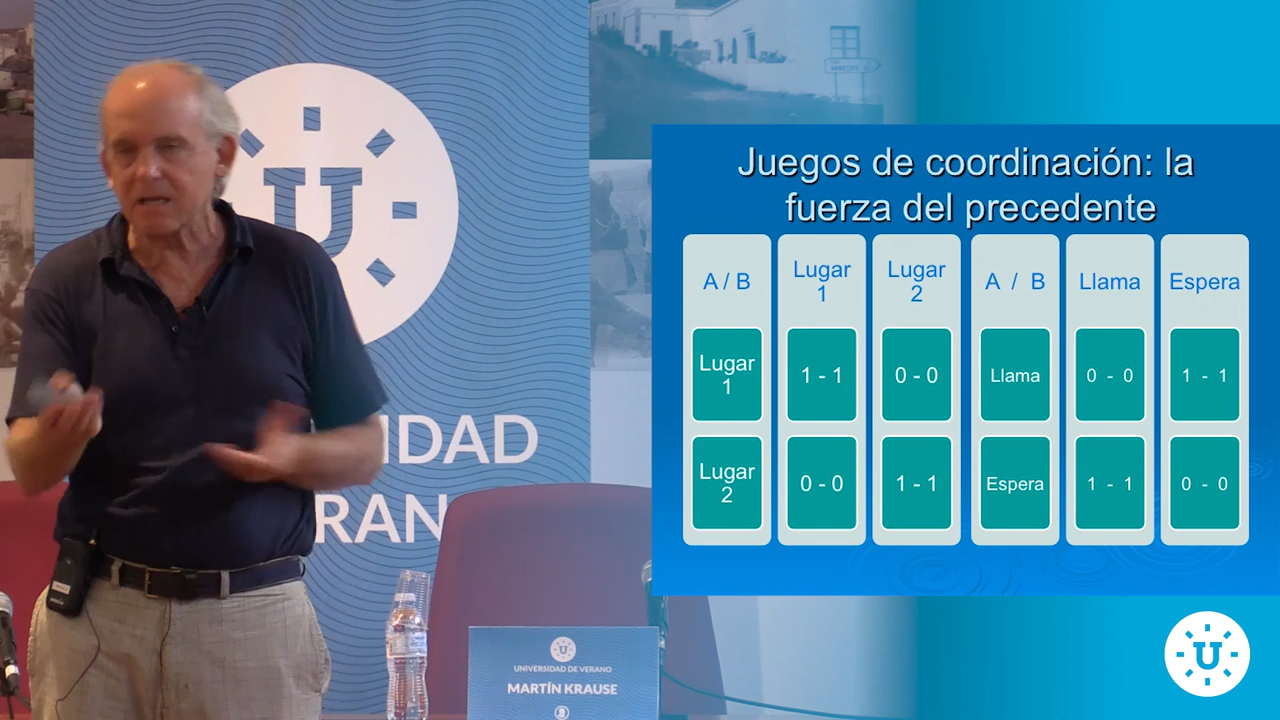 U
IDAD
RAN
ARRECIFE
UNIVERSIDAD DE VERANO
MARTÍN KRAUSE
Juegos de coordinación: la
fuerza del precedente
A / B
Lugar
1
Lugar
2
A / B
Llama
Espera
Lugar
1
1 - 1
0 - 0
Llama
0 - 0
1 - 1
Lugar
2
0 - 0
1 - 1
Espera
1 - 1
0 - 0
U